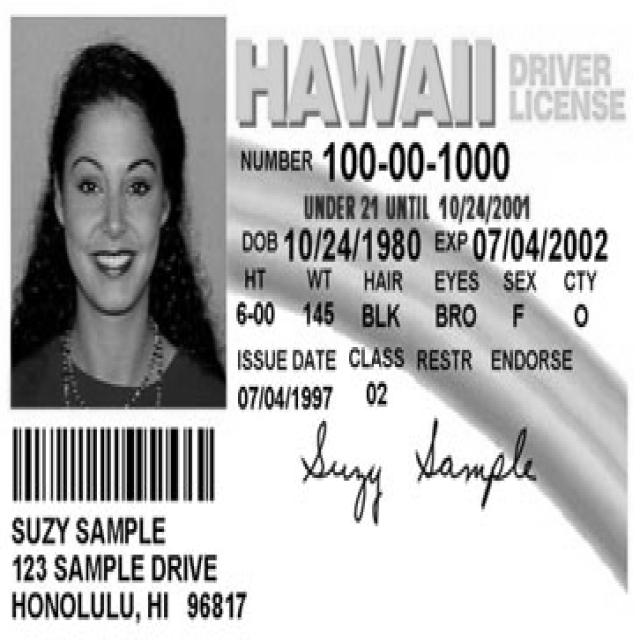 HAWAII DRIVER LICENSE
NUMBER 100-00-1000
UNDER 21 UNTIL 10/24/2001
DOB 10/24/1980 EXP 07/04/2002
HT WT HAIR EYES SEX CTY
6-00 145 BLK BRO F O
ISSUE DATE CLASS RESTR ENDORSE
07/04/1997 02
Suzy Sample
SUZY SAMPLE
123 SAMPLE DRIVE
HONOLULU, HI 96817